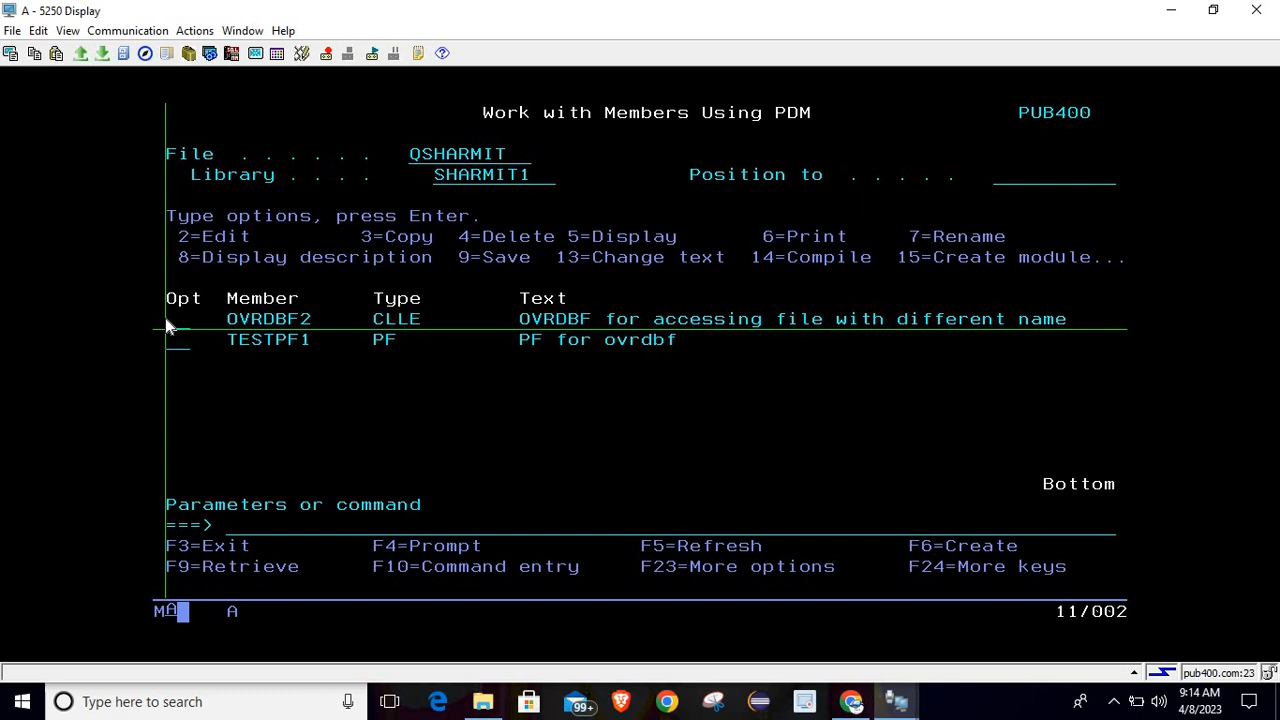 A - 5250 Display
File Edit View Communication Actions Window Help
Work with Members Using PDM PUB400
File . . . . . . QSHARMIT
Library . . . . SHARMIT1 Position to . . . . .
Type options, press Enter.
2=Edit 3=Copy 4=Delete 5=Display 6=Print 7=Rename
8=Display description 9=Save 13=Change text 14=Compile 15=Create module...
Opt Member Type Text
OVRDBF2 CLLE OVRDBF for accessing file with different name
TESTPF1 PF PF for ovrdbf
Bottom
Parameters or command
===>
F3=Exit F4=Prompt F5=Refresh F6=Create
F9=Retrieve F10=Command entry F23=More options F24=More keys
MA A 11/002
pub400.com:23
Type here to search 99+ 9:14 AM
4/8/2023